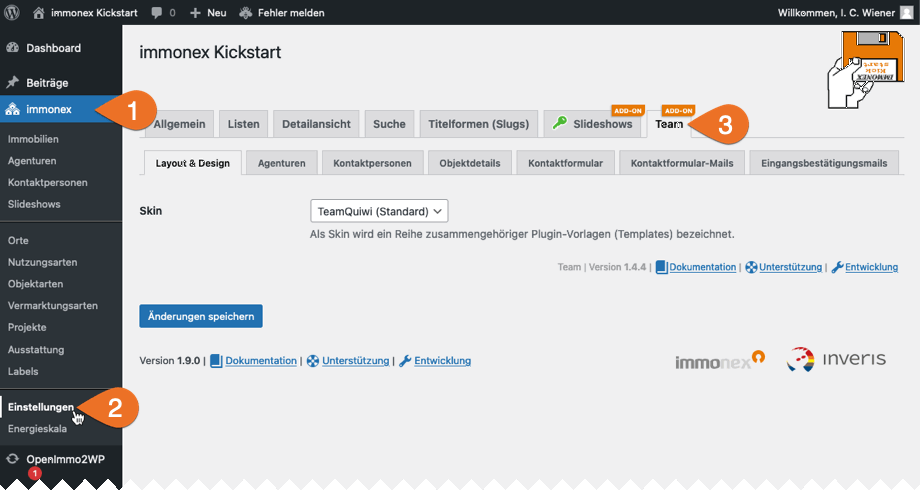 immonex Kickstart
0
Neu
Fehler melden
Willkommen, I. C. Wiener
Dashboard
Beiträge
immonex
1
Immobilien
Agenturen
Kontaktpersonen
Slideshows
Orte
Nutzungsarten
Objektarten
Vermarktungsarten
Projekte
Ausstattung
Labels
Einstellungen
2
Energieskala
OpenImmo2WP
1
immonex Kickstart
KICK
START
IMMONEX
Allgemein
Listen
Detailansicht
Suche
Titelformen (Slugs)
ADD-ON
Slideshows
ADD-ON
Team
3
Layout & Design
Agenturen
Kontaktpersonen
Objektdetails
Kontaktformular
Kontaktformular-Mails
Eingangsbestätigungsmails
Skin
TeamQuiwi (Standard)
Als Skin wird ein Reihe zusammengehöriger Plugin-Vorlagen (Templates) bezeichnet.
Team | Version 1.4.4 | Dokumentation | Unterstützung | Entwicklung
Änderungen speichern
Version 1.9.0 | Dokumentation | Unterstützung | Entwicklung
immonex
inveris